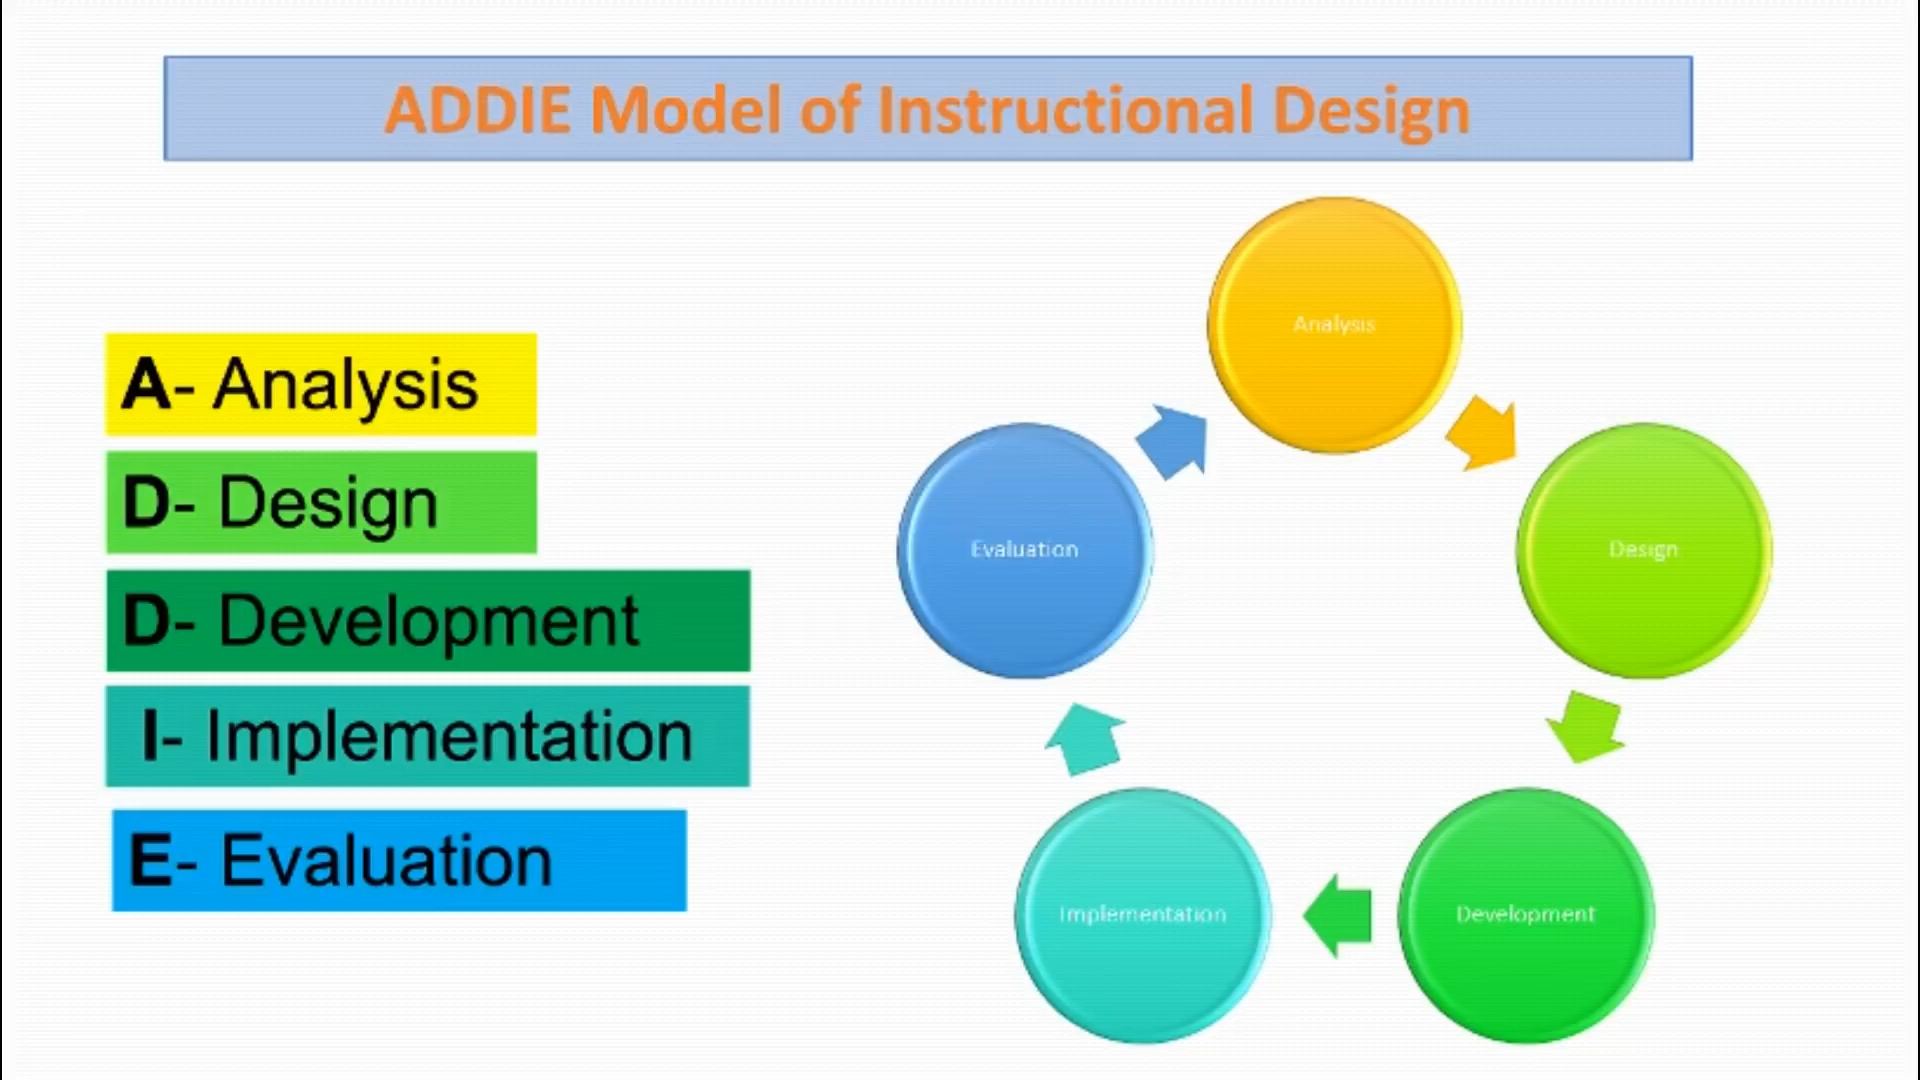 ADDIE Model of Instructional Design
A- Analysis
D- Design
D- Development
I- Implementation
E- Evaluation
Analysis
Design
Development
Implementation
Evaluation